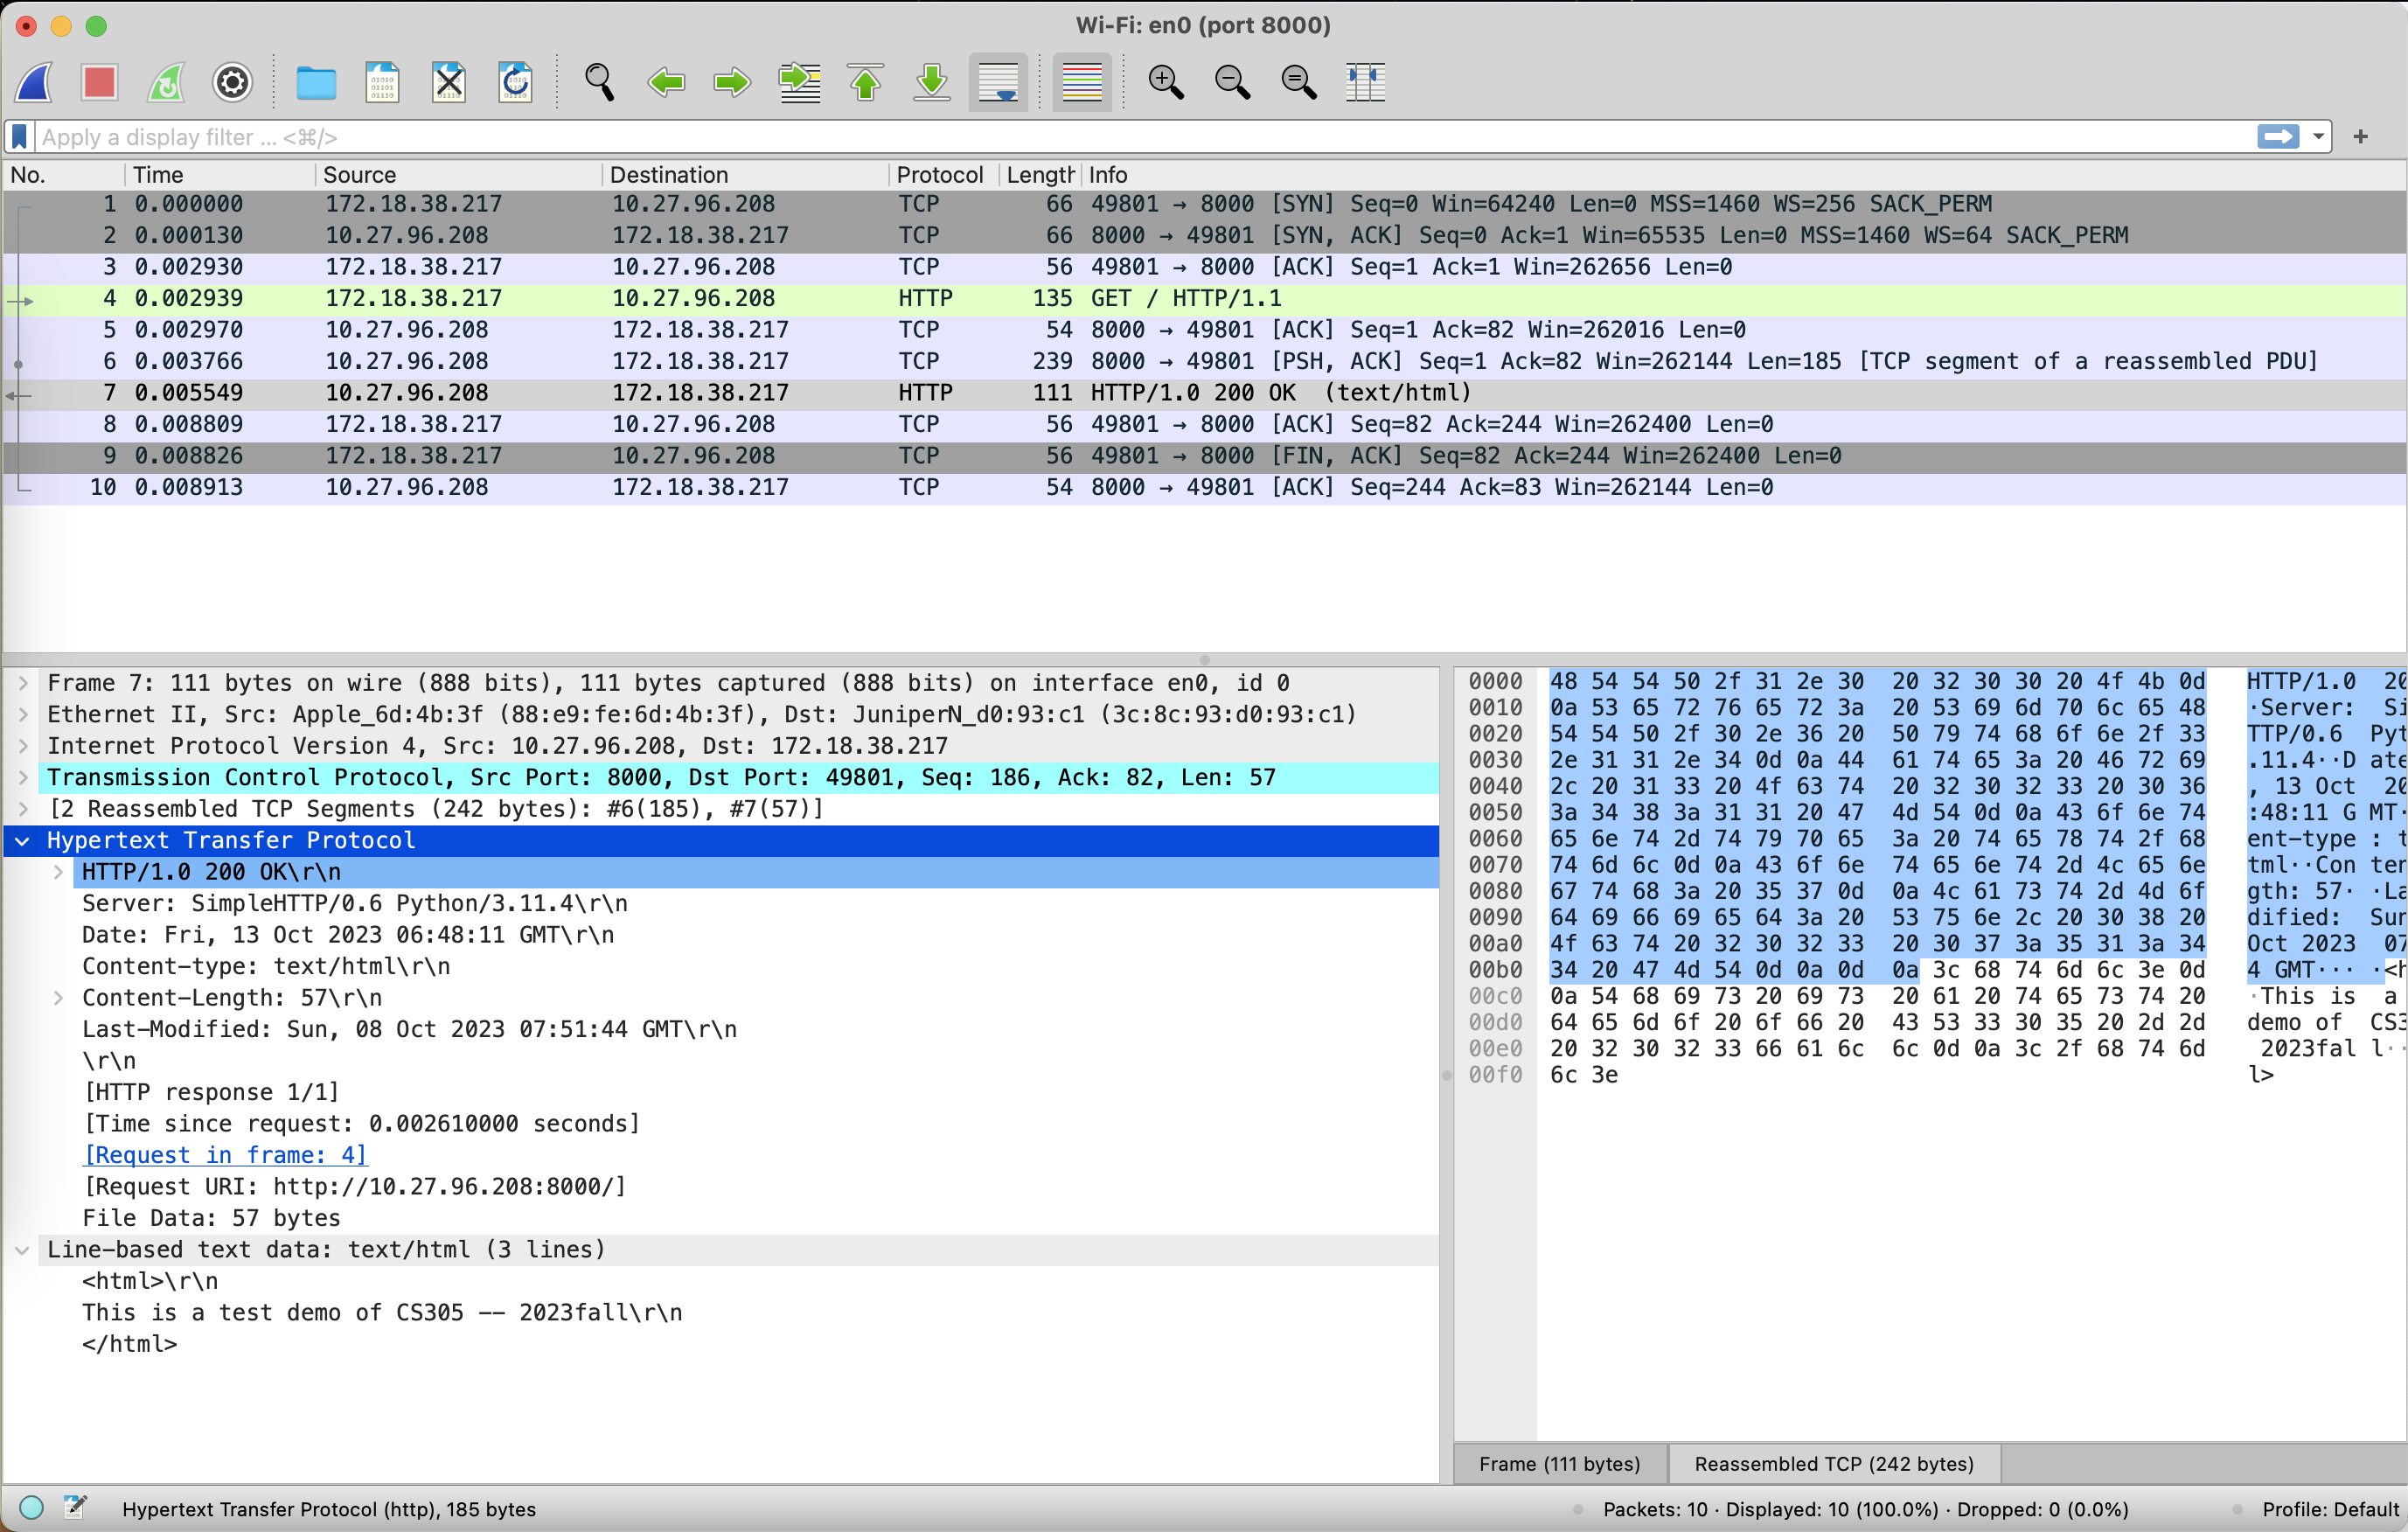 Wi-Fi: en0 (port 8000)
Apply a display filter ... <⌘/>
No. Time Source Destination Protocol Length Info
1 0.000000 172.18.38.217 10.27.96.208 TCP 66 49801 → 8000 [SYN] Seq=0 Win=64240 Len=0 MSS=1460 WS=256 SACK_PERM
2 0.000130 10.27.96.208 172.18.38.217 TCP 66 8000 → 49801 [SYN, ACK] Seq=0 Ack=1 Win=65535 Len=0 MSS=1460 WS=64 SACK_PERM
3 0.002930 172.18.38.217 10.27.96.208 TCP 56 49801 → 8000 [ACK] Seq=1 Ack=1 Win=262656 Len=0
4 0.002939 172.18.38.217 10.27.96.208 HTTP 135 GET / HTTP/1.1
5 0.002970 10.27.96.208 172.18.38.217 TCP 54 8000 → 49801 [ACK] Seq=1 Ack=82 Win=262016 Len=0
6 0.003766 10.27.96.208 172.18.38.217 TCP 239 8000 → 49801 [PSH, ACK] Seq=1 Ack=82 Win=262144 Len=185 [TCP segment of a reassembled PDU]
7 0.005549 10.27.96.208 172.18.38.217 HTTP 111 HTTP/1.0 200 OK (text/html)
8 0.008809 172.18.38.217 10.27.96.208 TCP 56 49801 → 8000 [ACK] Seq=82 Ack=244 Win=262400 Len=0
9 0.008826 172.18.38.217 10.27.96.208 TCP 56 49801 → 8000 [FIN, ACK] Seq=82 Ack=244 Win=262400 Len=0
10 0.008913 10.27.96.208 172.18.38.217 TCP 54 8000 → 49801 [ACK] Seq=244 Ack=83 Win=262144 Len=0
Frame 7: 111 bytes on wire (888 bits), 111 bytes captured (888 bits) on interface en0, id 0
Ethernet II, Src: Apple_6d:4b:3f (88:e9:fe:6d:4b:3f), Dst: JuniperN_d0:93:c1 (3c:8c:93:d0:93:c1)
Internet Protocol Version 4, Src: 10.27.96.208, Dst: 172.18.38.217
Transmission Control Protocol, Src Port: 8000, Dst Port: 49801, Seq: 186, Ack: 82, Len: 57
[2 Reassembled TCP Segments (242 bytes): #6(185), #7(57)]
Hypertext Transfer Protocol
HTTP/1.0 200 OK\r\n
Server: SimpleHTTP/0.6 Python/3.11.4\r\n
Date: Fri, 13 Oct 2023 06:48:11 GMT\r\n
Content-type: text/html\r\n
Content-Length: 57\r\n
Last-Modified: Sun, 08 Oct 2023 07:51:44 GMT\r\n
\r\n
[HTTP response 1/1]
[Time since request: 0.002610000 seconds]
[Request in frame: 4]
[Request URI: http://10.27.96.208:8000/]
File Data: 57 bytes
Line-based text data: text/html (3 lines)
<html>\r\n
This is a test demo of CS305 -- 2023fall\r\n
</html>
0000 48 54 54 50 2f 31 2e 30 20 32 30 30 20 4f 4b 0d HTTP/1.0 20
0010 0a 53 65 72 76 65 72 3a 20 53 69 6d 70 6c 65 48 ·Server: Si
0020 54 54 50 2f 30 2e 36 20 50 79 74 68 6f 6e 2f 33 TTP/0.6 Pyt
0030 2e 31 31 2e 34 0d 0a 44 61 74 65 3a 20 46 72 69 .11.4··D ate
0040 2c 20 31 33 20 4f 63 74 20 32 30 32 33 20 30 36 , 13 Oct 20
0050 3a 34 38 3a 31 31 20 47 4d 54 0d 0a 43 6f 6e 74 :48:11 G MT·
0060 65 6e 74 2d 74 79 70 65 3a 20 74 65 78 74 2f 68 ent-type : t
0070 74 6d 6c 0d 0a 43 6f 6e 74 65 6e 74 2d 4c 65 6e tml··Con ten
0080 67 74 68 3a 20 35 37 0d 0a 4c 61 73 74 2d 4d 6f gth: 57· ·La
0090 64 69 66 69 65 64 3a 20 53 75 6e 2c 20 30 38 20 dified: Sun
00a0 4f 63 74 20 32 30 32 33 20 30 37 3a 35 31 3a 34 Oct 2023 07
00b0 34 20 47 4d 54 0d 0a 0d 0a 3c 68 74 6d 6c 3e 0d 4 GMT··· ·<h
00c0 0a 54 68 69 73 20 69 73 20 61 20 74 65 73 74 20 ·This is a
00d0 64 65 6d 6f 20 6f 66 20 43 53 33 30 35 20 2d 2d demo of CS3
00e0 20 32 30 32 33 66 61 6c 6c 0d 0a 3c 2f 68 74 6d 2023fal l··
00f0 6c 3e l>
Frame (111 bytes) Reassembled TCP (242 bytes)
Hypertext Transfer Protocol (http), 185 bytes Packets: 10 · Displayed: 10 (100.0%) · Dropped: 0 (0.0%) Profile: Default